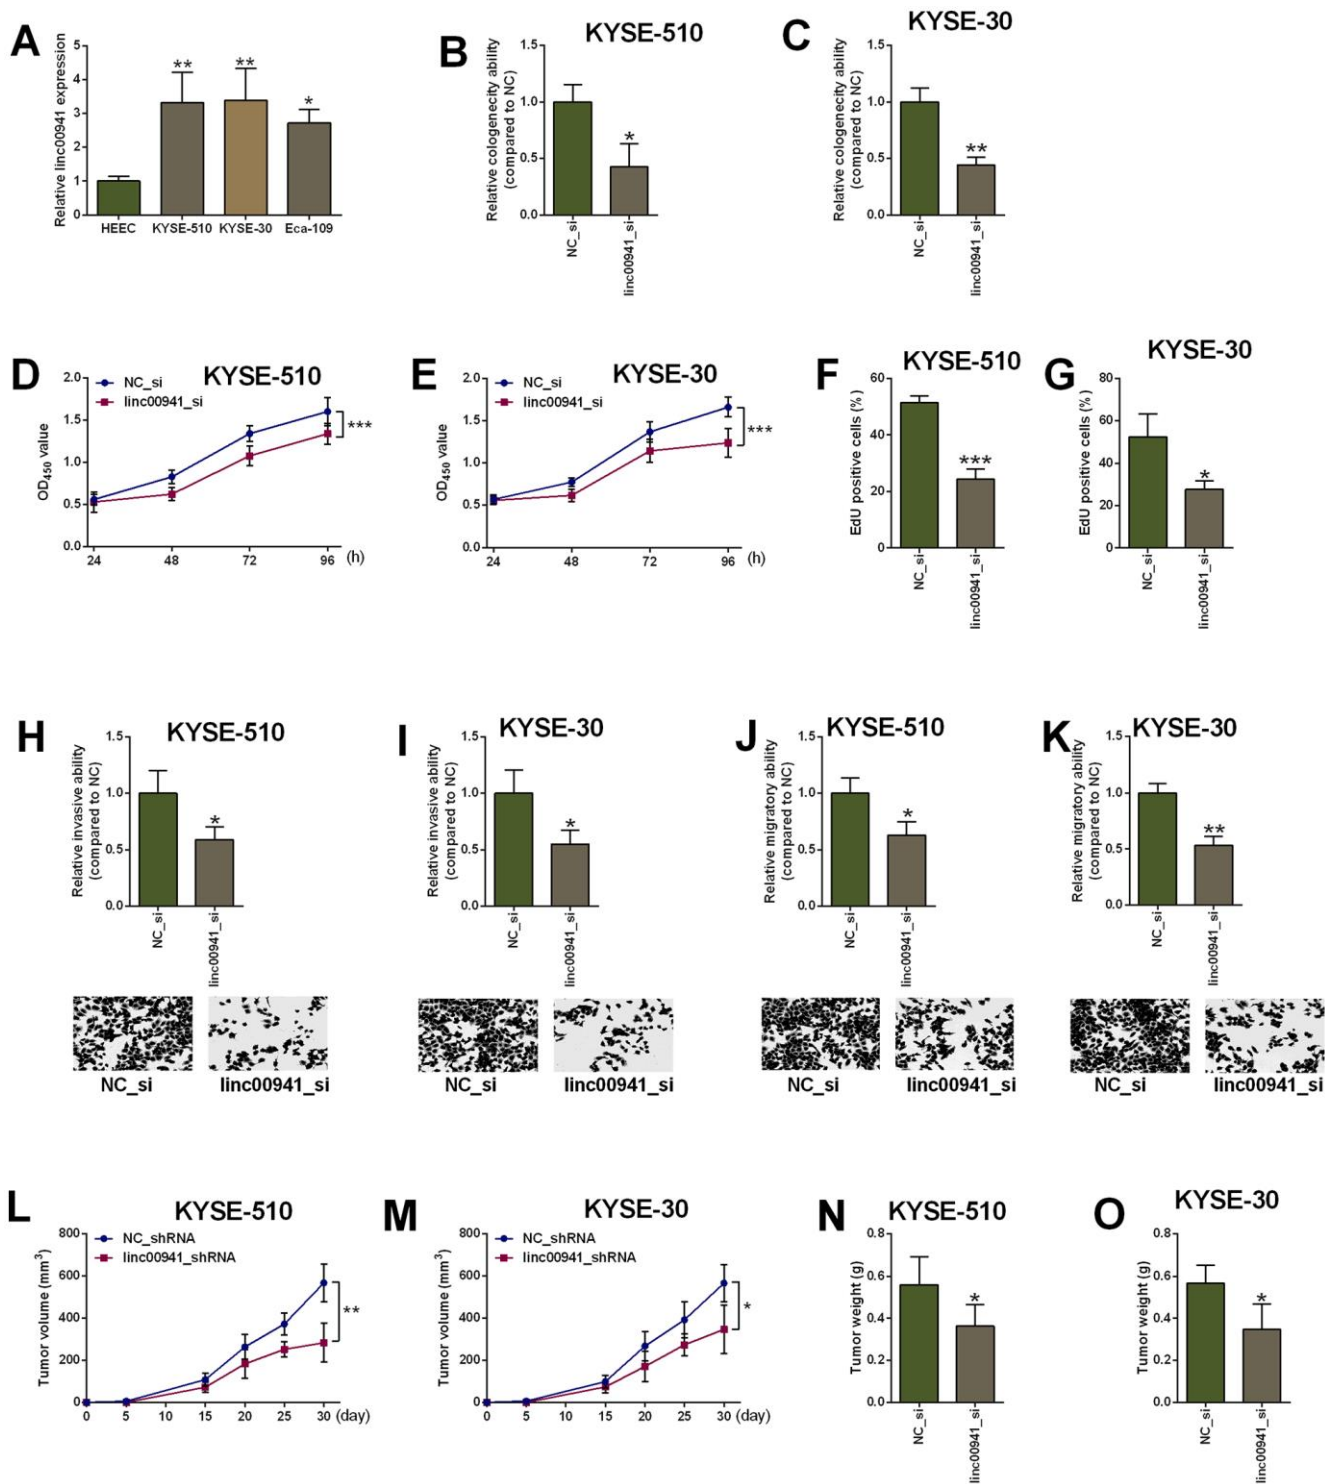 A
Relative linc00941 expression
5
4
3
2
1
0
**
**
*
HEEC KYSE-510 KYSE-30 Eca-109
B
KYSE-510
Relative cologenecity ability
(compared to NC)
1.5
1.0
0.5
0.0
*
NC_si
linc00941_si
C
KYSE-30
Relative cologenecity ability
(compared to NC)
1.5
1.0
0.5
0.0
**
NC_si
linc00941_si
D
KYSE-510
NC_si
linc00941_si
OD450 value
2.0
1.5
1.0
0.5
0.0
***
24 48 72 96 (h)
E
KYSE-30
NC_si
linc00941_si
OD450 value
2.0
1.5
1.0
0.5
0.0
***
24 48 72 96 (h)
F
KYSE-510
EdU positive cells (%)
60
40
20
0
***
NC_si
linc00941_si
G
KYSE-30
EdU positive cells (%)
80
60
40
20
0
*
NC_si
linc00941_si
H
KYSE-510
Relative invasive ability
(compared to NC)
1.5
1.0
0.5
0.0
*
NC_si
linc00941_si
NC_si linc00941_si
I
KYSE-30
Relative invasive ability
(compared to NC)
1.5
1.0
0.5
0.0
*
NC_si
linc00941_si
NC_si linc00941_si
J
KYSE-510
Relative migratory ability
(compared to NC)
1.5
1.0
0.5
0.0
*
NC_si
linc00941_si
NC_si linc00941_si
K
KYSE-30
Relative migratory ability
(compared to NC)
1.5
1.0
0.5
0.0
**
NC_si
linc00941_si
NC_si linc00941_si
L
KYSE-510
NC_shRNA
linc00941_shRNA
Tumor volume (mm3)
800
600
400
200
0
**
0 5 10 15 20 25 30 (day)
M
KYSE-30
NC_shRNA
linc00941_shRNA
Tumor volume (mm3)
800
600
400
200
0
*
0 5 10 15 20 25 30 (day)
N
KYSE-510
Tumor weight (g)
0.8
0.6
0.4
0.2
0.0
*
NC_si
linc00941_si
O
KYSE-30
Tumor weight (g)
0.8
0.6
0.4
0.2
0.0
*
NC_si
linc00941_si